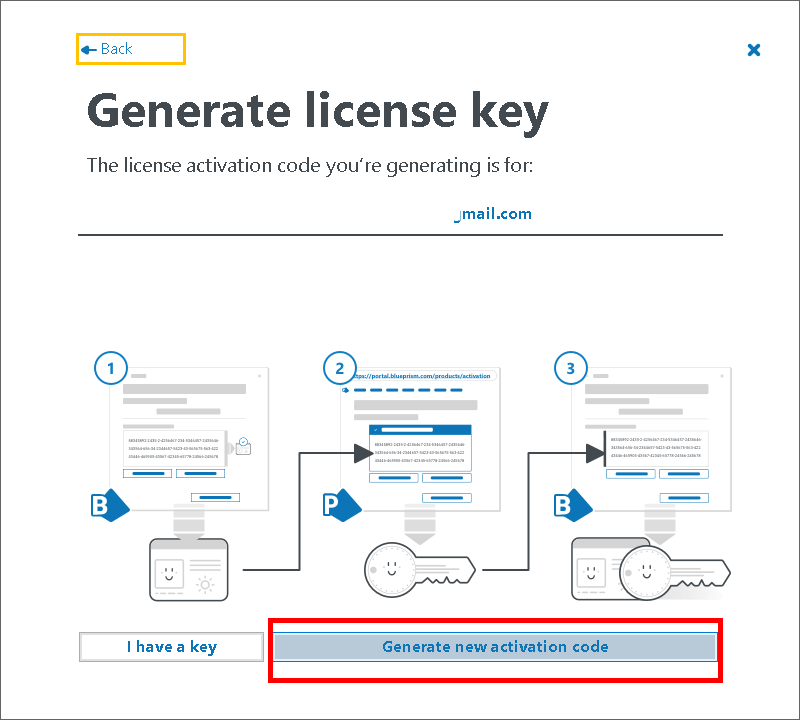 Back
Generate license key
The license activation code you’re generating is for:
mail.com
1
2
ttps://portal.blueprism.com/products/activation
3
B
P
B
I have a key
Generate new activation code